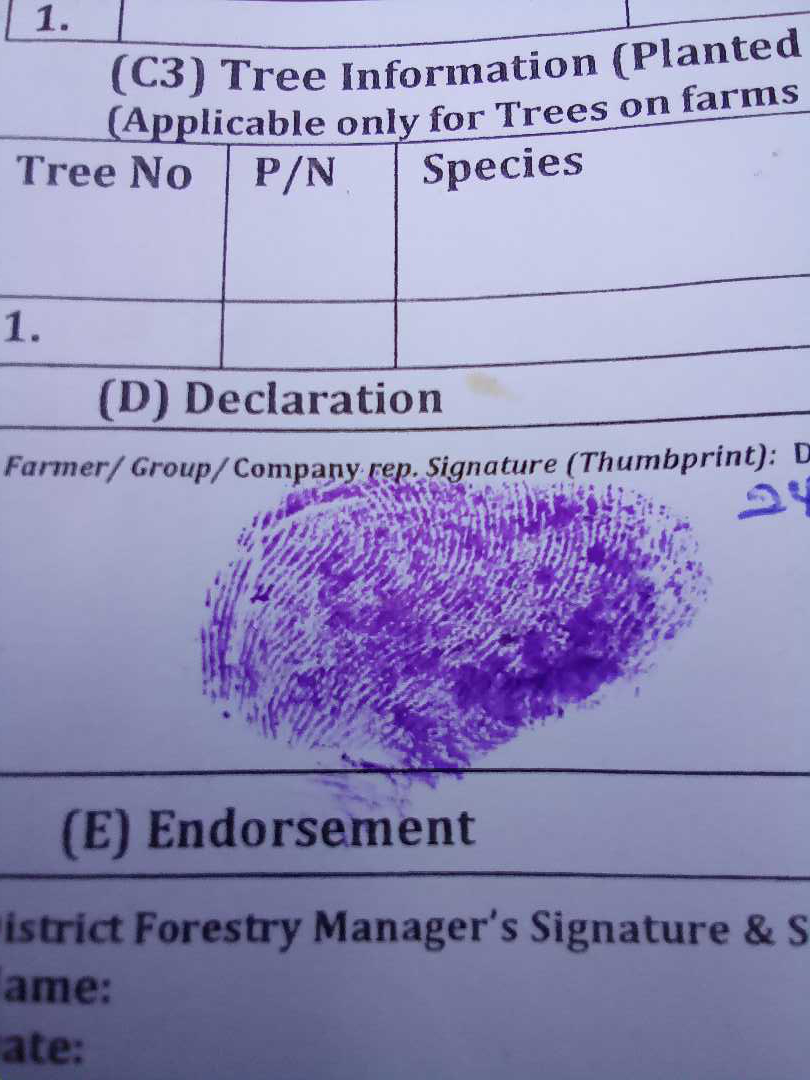 1.
(C3) Tree Information (Planted
(Applicable only for Trees on farms
Tree No P/N Species
1.
(D) Declaration
Farmer/ Group/ Company rep. Signature (Thumbprint): D
24
(E) Endorsement
istrict Forestry Manager's Signature & S
ame:
ate: